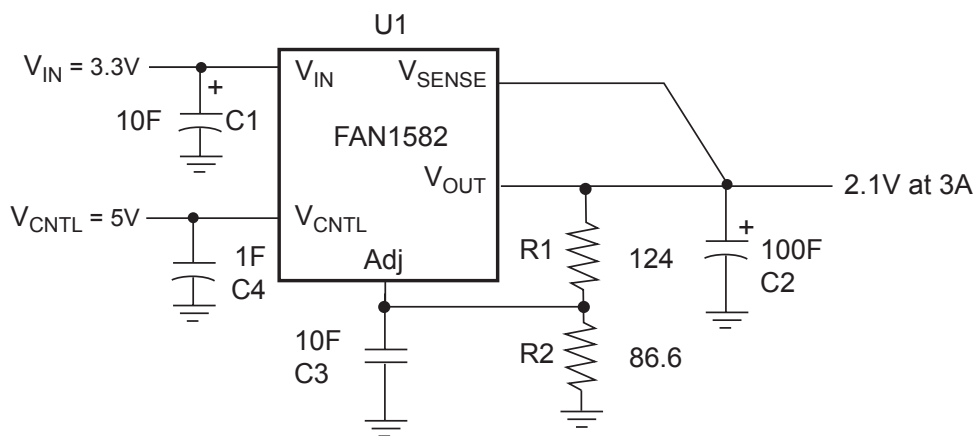 U1
V_IN = 3.3V
V_IN
V_SENSE
10F
+
C1
FAN1582
V_OUT
2.1V at 3A
V_CNTL = 5V
V_CNTL
R1
124
+
100F
C2
1F
C4
Adj
10F
C3
R2
86.6